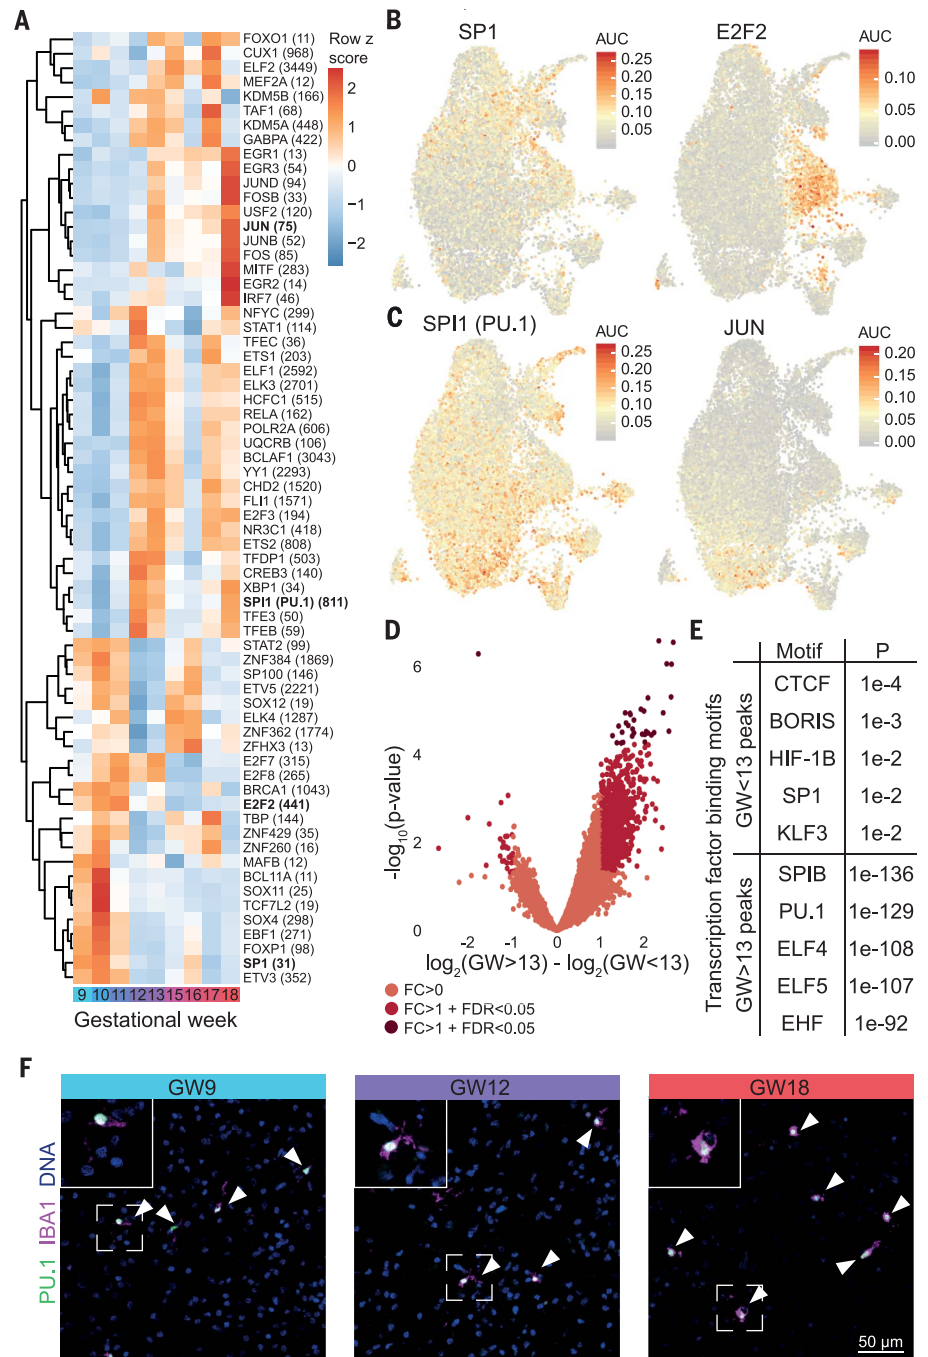 A
FOXO1 (11)
CUX1 (968)
ELF2 (3449)
MEF2A (12)
KDM5B (166)
TAF1 (68)
KDM5A (448)
GABPA (422)
EGR1 (13)
EGR3 (54)
JUND (94)
FOSB (33)
USF2 (120)
JUN (75)
JUNB (52)
FOS (85)
MITF (283)
EGR2 (14)
IRF7 (46)
NFYC (299)
STAT1 (114)
TFEC (36)
ETS1 (203)
ELF1 (2592)
ELK3 (2701)
HCFC1 (515)
RELA (162)
POLR2A (606)
UQCRB (106)
BCLAF1 (3043)
YY1 (2293)
CHD2 (1520)
FLI1 (1571)
E2F3 (194)
NR3C1 (418)
ETS2 (808)
TFDP1 (503)
CREB3 (140)
XBP1 (34)
SPI1 (PU.1) (811)
TFE3 (50)
TFEB (59)
STAT2 (99)
ZNF384 (1869)
SP100 (146)
ETV5 (2221)
SOX12 (19)
ELK4 (1287)
ZNF362 (1774)
ZFHX3 (13)
E2F7 (315)
E2F8 (265)
BRCA1 (1043)
E2F2 (441)
TBP (144)
ZNF429 (35)
ZNF260 (16)
MAFB (12)
BCL11A (11)
SOX11 (25)
TCF7L2 (19)
SOX4 (298)
EBF1 (271)
FOXP1 (98)
SP1 (31)
ETV3 (352)
9 10 11 12 13 15 16 17 18
Gestational week
Row z
score
2
1
0
−1
−2
B
SP1
AUC
0.25
0.20
0.15
0.10
0.05
E2F2
AUC
0.10
0.05
0.00
C
SPI1 (PU.1)
AUC
0.25
0.20
0.15
0.10
0.05
JUN
AUC
0.20
0.15
0.10
0.05
0.00
D
-log10(p-value)
6
4
2
0
-2 -1 0 1 2
log2(GW>13) - log2(GW<13)
FC>0
FC>1 + FDR<0.05
FC>1 + FDR<0.05
E
Transcription factor binding motifs
GW<13 peaks
GW>13 peaks
Motif P
CTCF 1e-4
BORIS 1e-3
HIF-1B 1e-2
SP1 1e-2
KLF3 1e-2
SPIB 1e-136
PU.1 1e-129
ELF4 1e-108
ELF5 1e-107
EHF 1e-92
F
PU.1 IBA1 DNA
GW9
GW12
GW18
50 µm